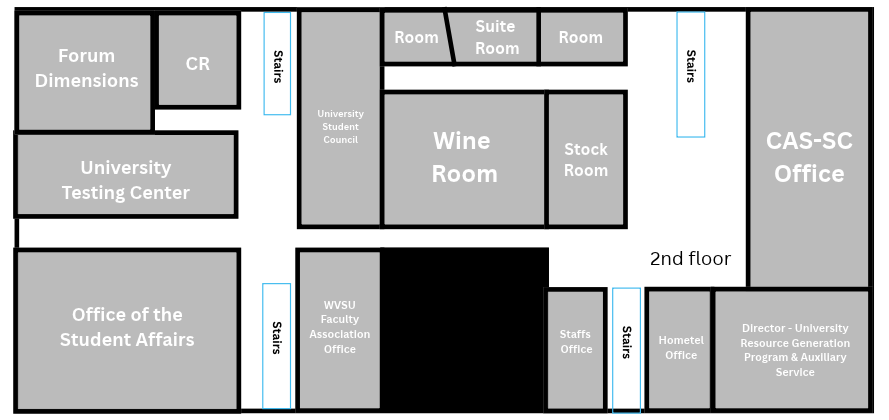 Forum
Dimensions
CR
Stairs
University
Student
Council
Room
Suite
Room
Room
Stairs
CAS-SC
Office
University
Testing Center
Wine
Room
Stock
Room
2nd floor
Office of the
Student Affairs
Stairs
WVSU
Faculty
Association
Office
Staffs
Office
Stairs
Hometel
Office
Director - University
Resource Generation
Program & Auxiliary
Service